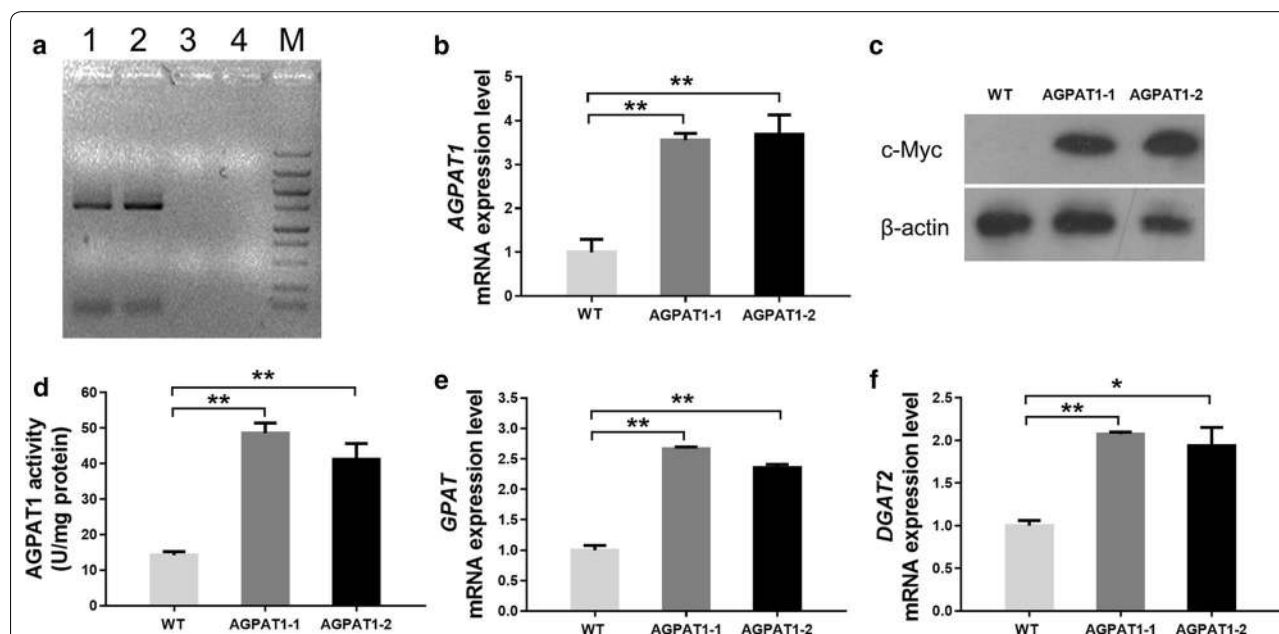 a
1 2 3 4 M
b
AGPAT1
mRNA expression level
5
4
3
2
1
0
**
**
WT AGPAT1-1 AGPAT1-2
c
WT AGPAT1-1 AGPAT1-2
c-Myc
β-actin
d
AGPAT1 activity
(U/mg protein)
60
50
40
30
20
10
0
**
**
WT AGPAT1-1 AGPAT1-2
e
GPAT
mRNA expression level
3.0
2.5
2.0
1.5
1.0
0.5
0.0
**
**
WT AGPAT1-1 AGPAT1-2
f
DGAT2
mRNA expression level
2.5
2.0
1.5
1.0
0.5
0.0
*
**
WT AGPAT1-1 AGPAT1-2